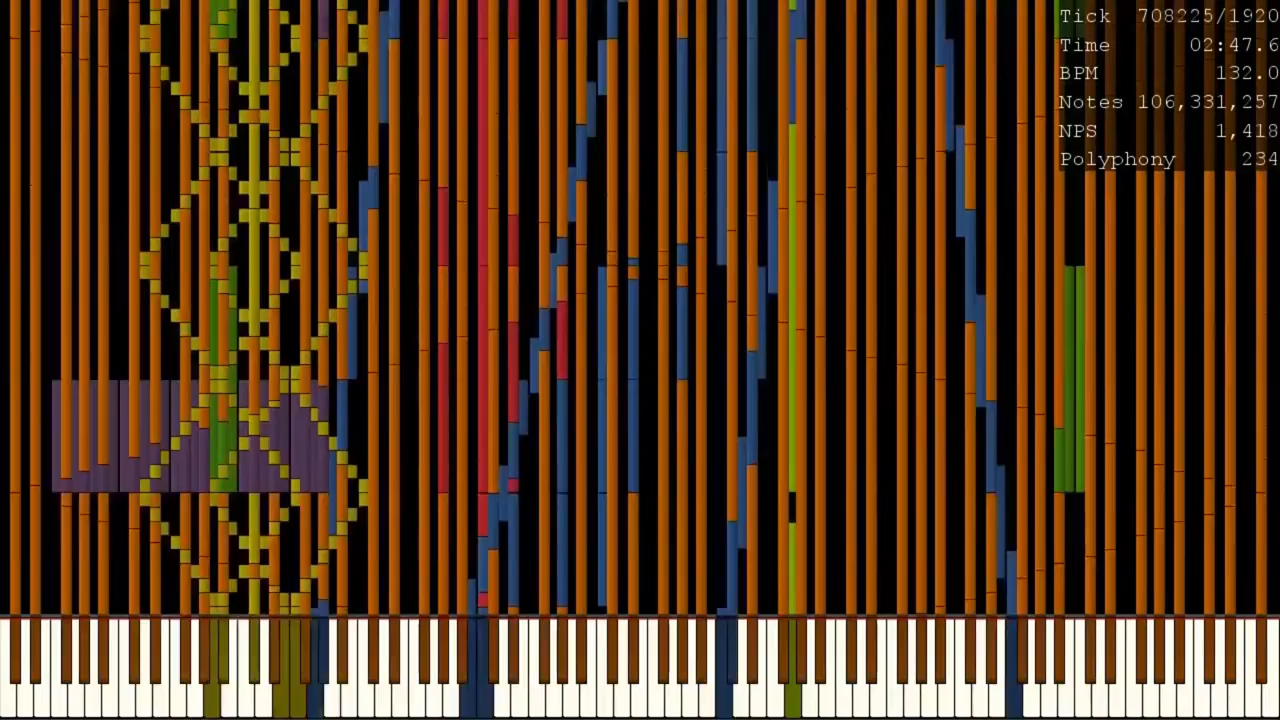 Tick 708225/1920
Time 02:47.6
BPM 132.0
Notes 106,331,257
NPS 1,418
Polyphony 234